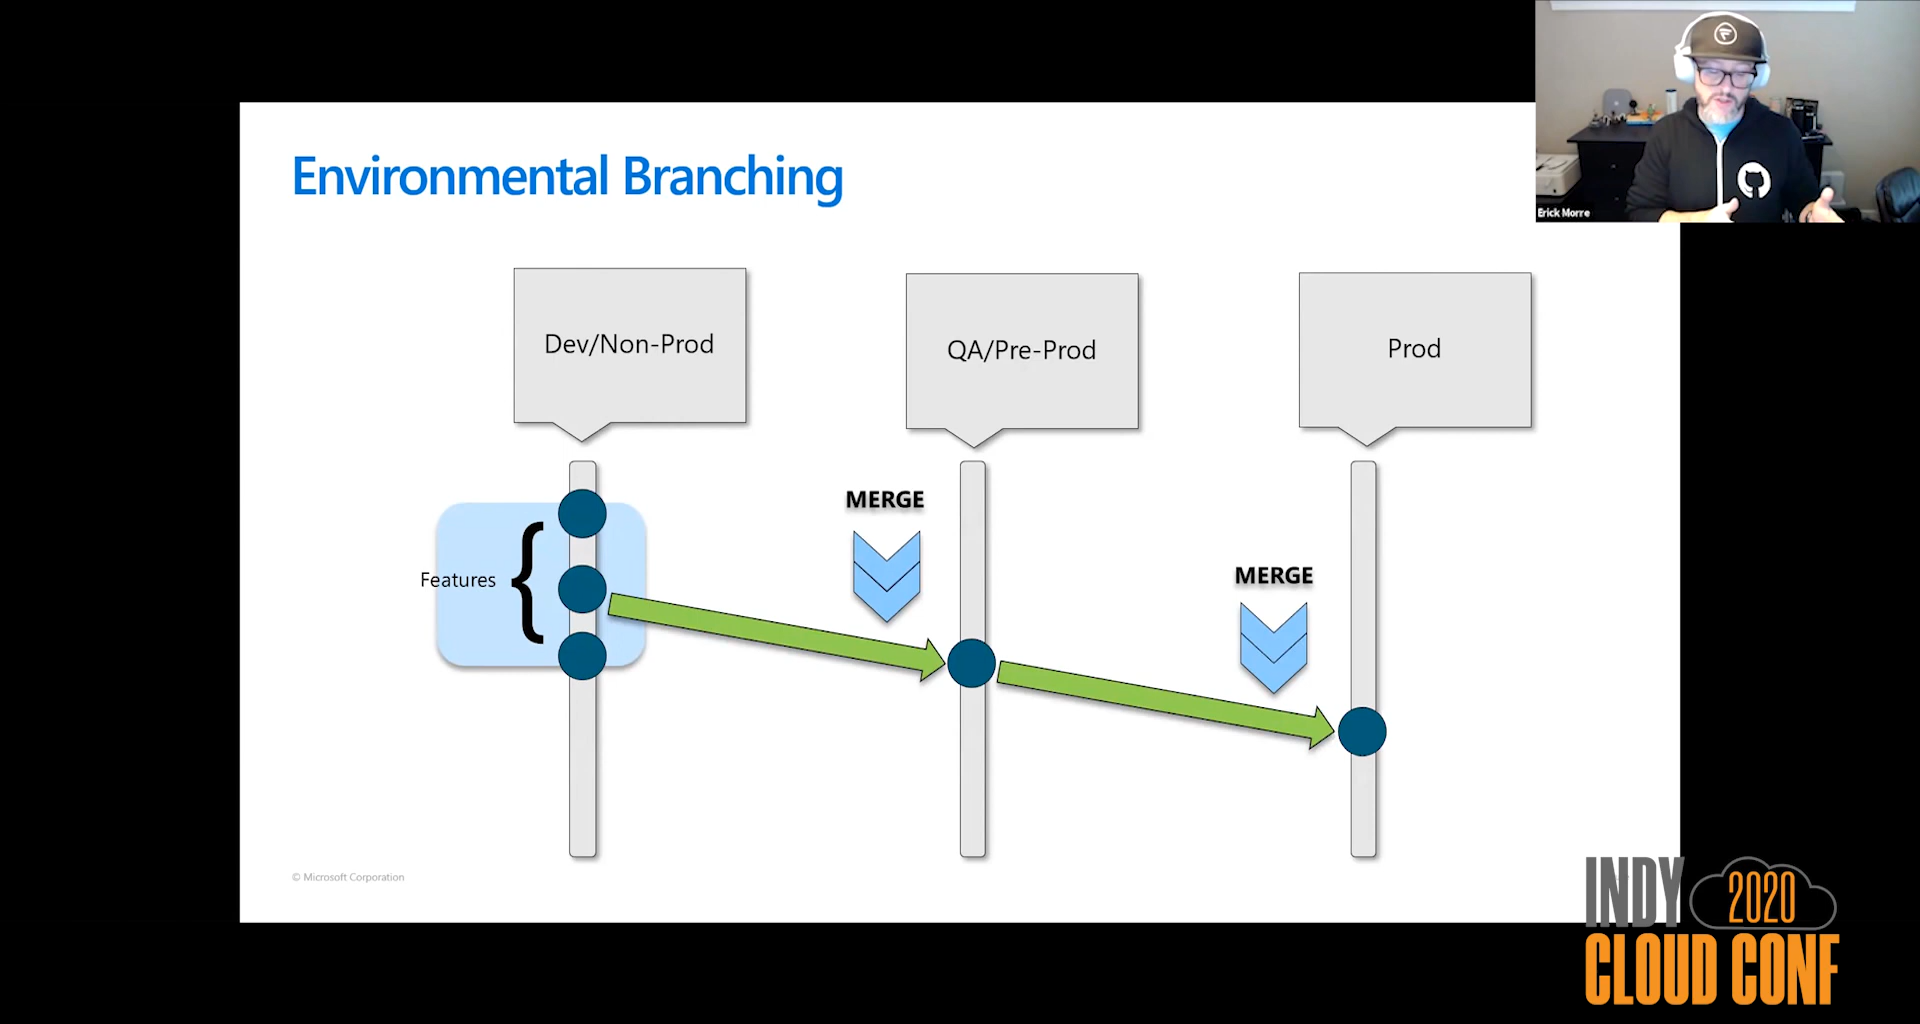 Environmental Branching
Erick Morre
Dev/Non-Prod
QA/Pre-Prod
Prod
MERGE
MERGE
Features
© Microsoft Corporation
INDY 2020
CLOUD CONF